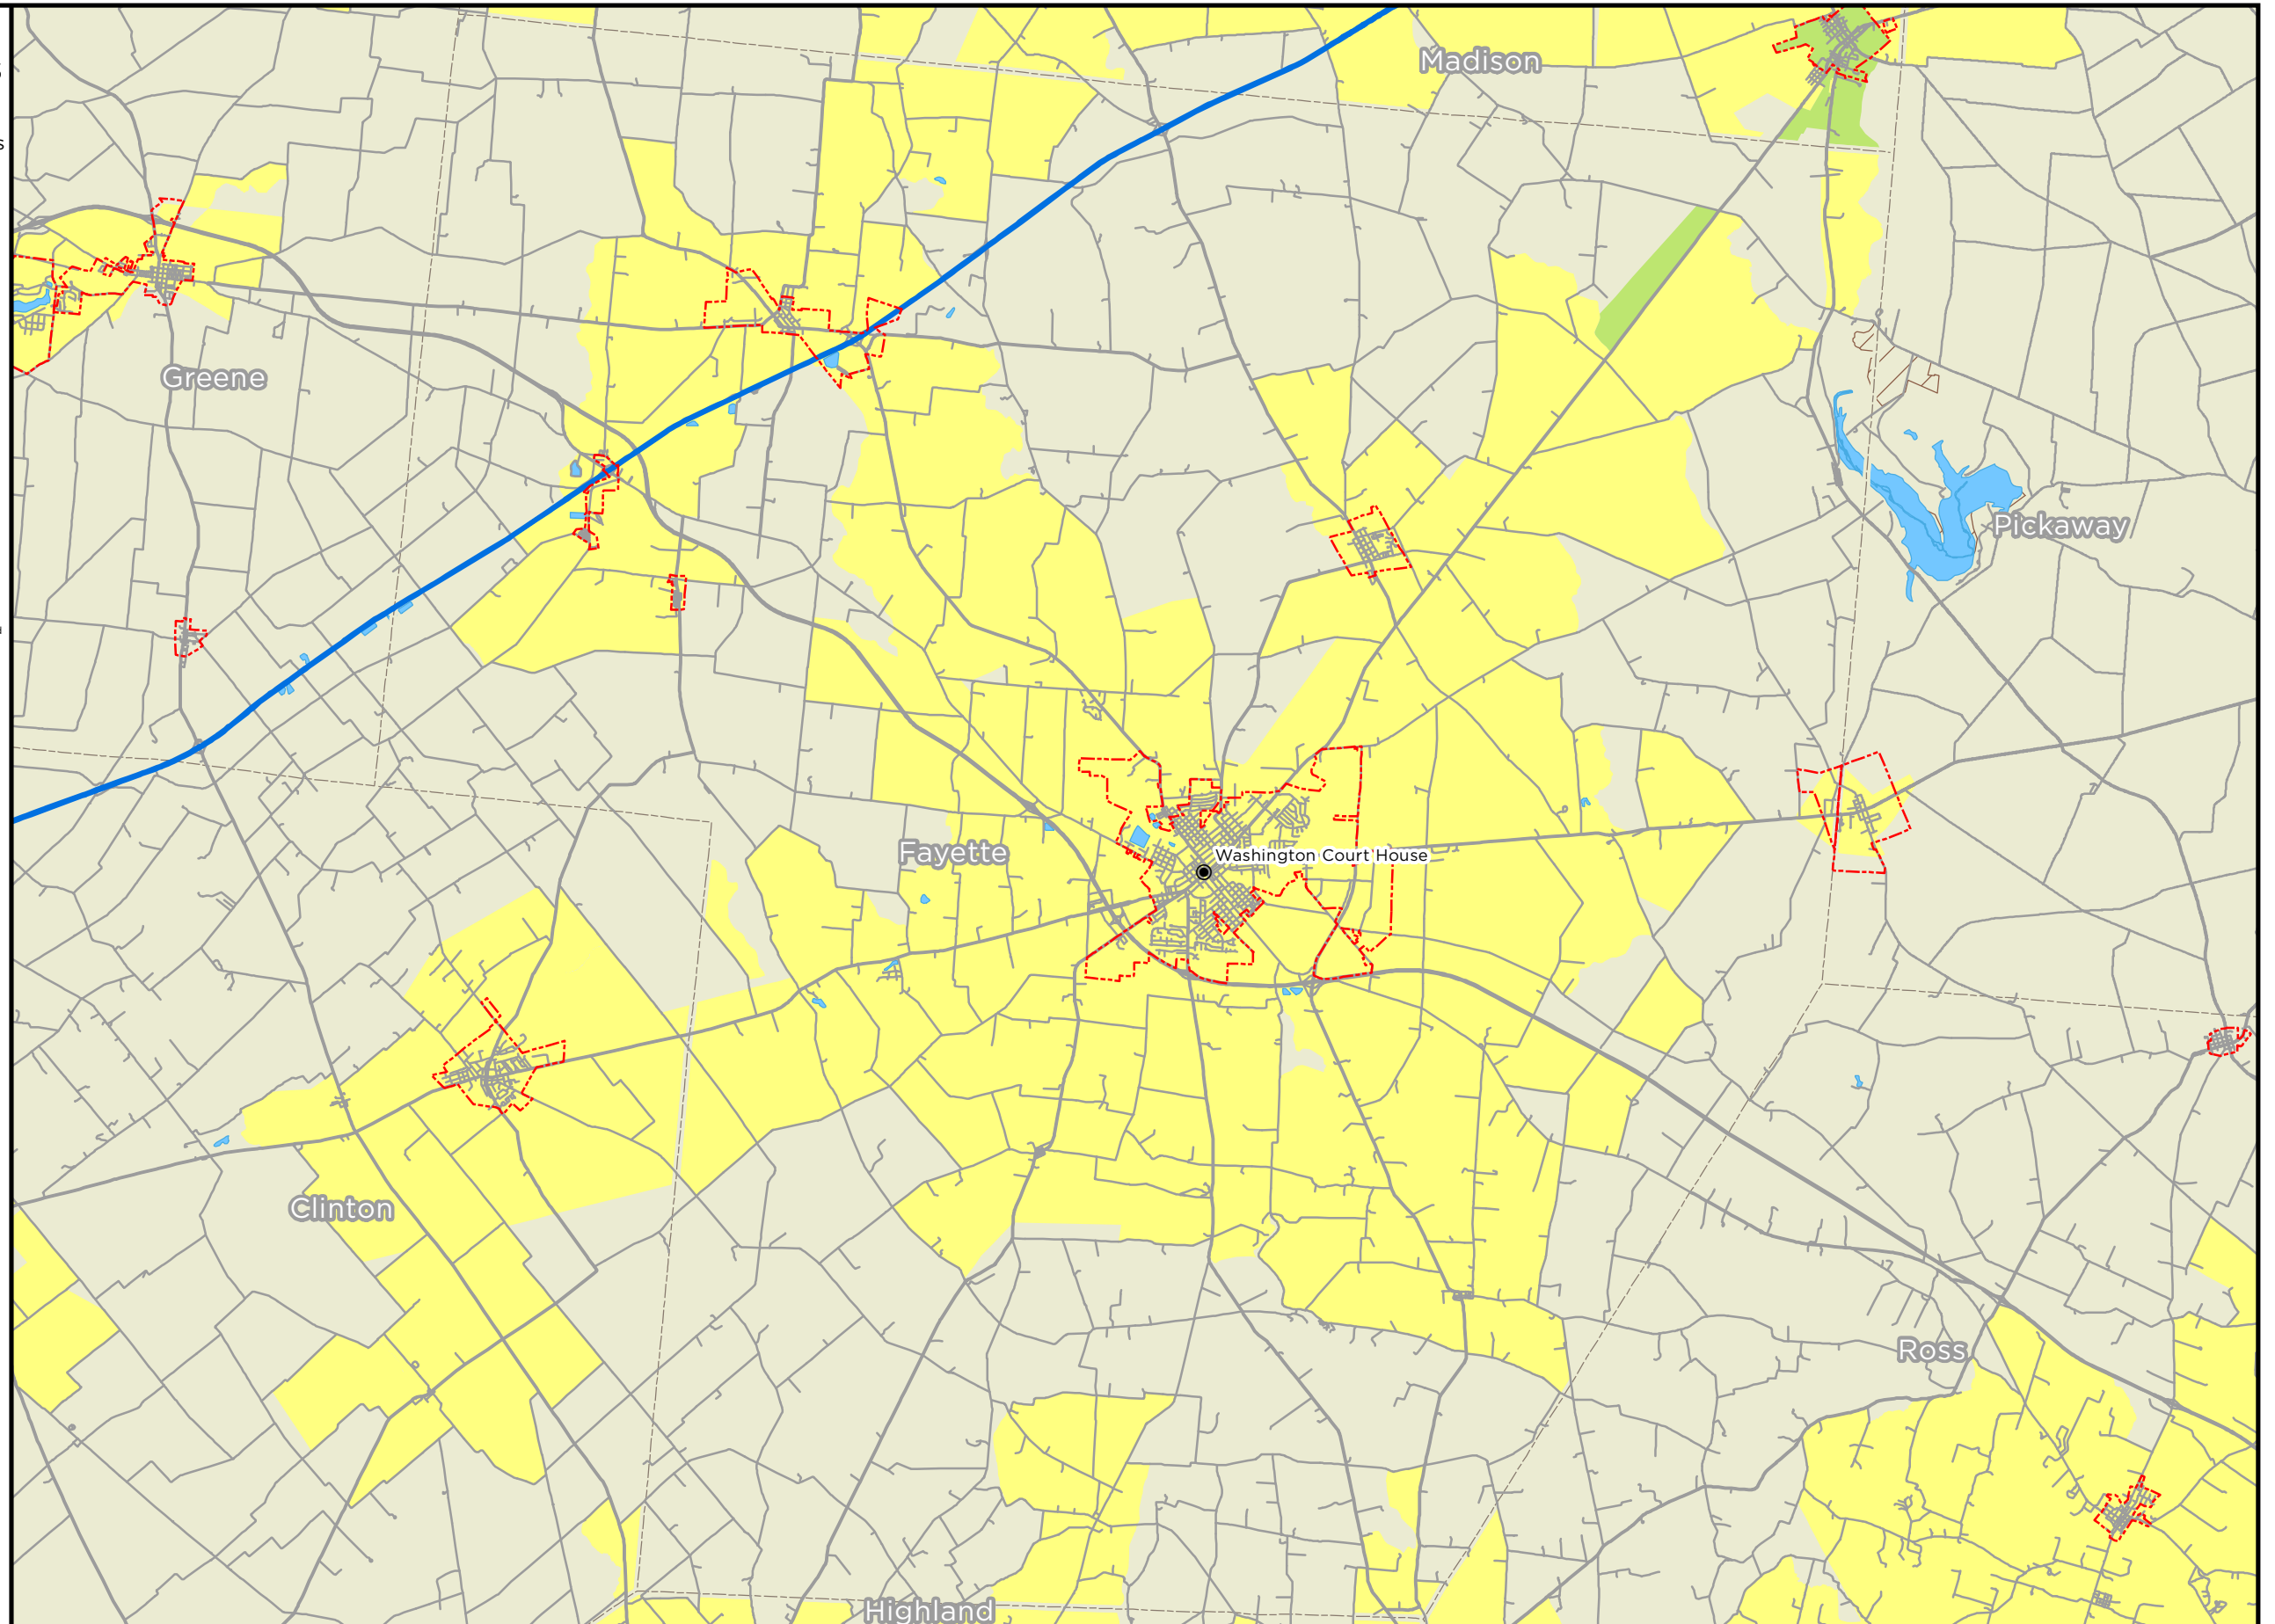 Madison
Greene
Pickaway
Fayette
Washington Court House
Clinton
Ross
Highland